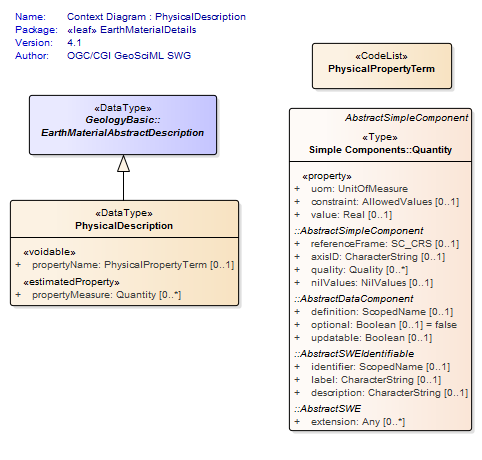 Name: Context Diagram : PhysicalDescription
Package: «leaf» EarthMaterialDetails
Version: 4.1
Author: OGC/CGI GeoSciML SWG
«DataType»
GeologyBasic::
EarthMaterialAbstractDescription
«DataType»
PhysicalDescription
«voidable»
+ propertyName: PhysicalPropertyTerm [0..1]
«estimatedProperty»
+ propertyMeasure: Quantity [0..*]
«CodeList»
PhysicalPropertyTerm
AbstractSimpleComponent
«Type»
Simple Components::Quantity
«property»
+ uom: UnitOfMeasure
+ constraint: AllowedValues [0..1]
+ value: Real [0..1]
::AbstractSimpleComponent
+ referenceFrame: SC_CRS [0..1]
+ axisID: CharacterString [0..1]
+ quality: Quality [0..*]
+ nilValues: NilValues [0..1]
::AbstractDataComponent
+ definition: ScopedName [0..1]
+ optional: Boolean [0..1] = false
+ updatable: Boolean [0..1]
::AbstractSWEIdentifiable
+ identifier: ScopedName [0..1]
+ label: CharacterString [0..1]
+ description: CharacterString [0..1]
::AbstractSWE
+ extension: Any [0..*]